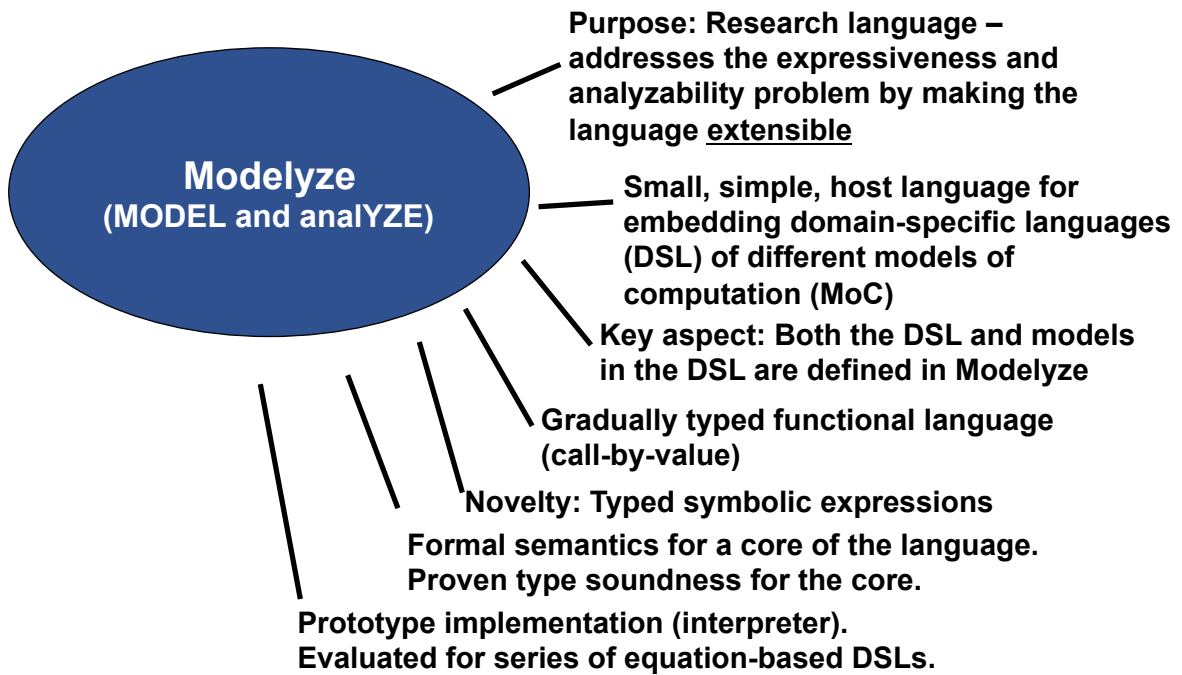 Purpose: Research language –
addresses the expressiveness and
analyzability problem by making the
language extensible
Modelyze
(MODEL and analYZE)
Small, simple, host language for
embedding domain-specific languages
(DSL) of different models of
computation (MoC)
Key aspect: Both the DSL and models
in the DSL are defined in Modelyze
Gradually typed functional language
(call-by-value)
Novelty: Typed symbolic expressions
Formal semantics for a core of the language.
Proven type soundness for the core.
Prototype implementation (interpreter).
Evaluated for series of equation-based DSLs.